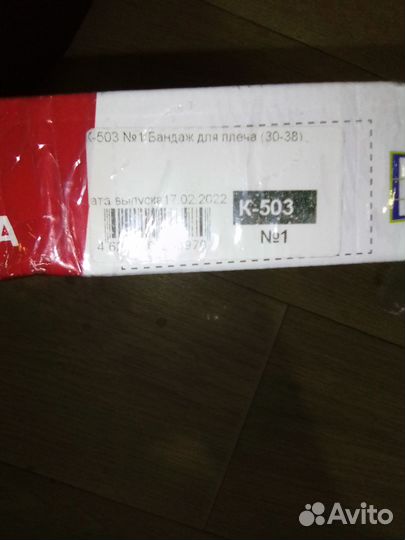 К-503 №1 Бандаж для плеча (30-38)
ата выпуска 17.02.2022
К-503
№1
А
Avito